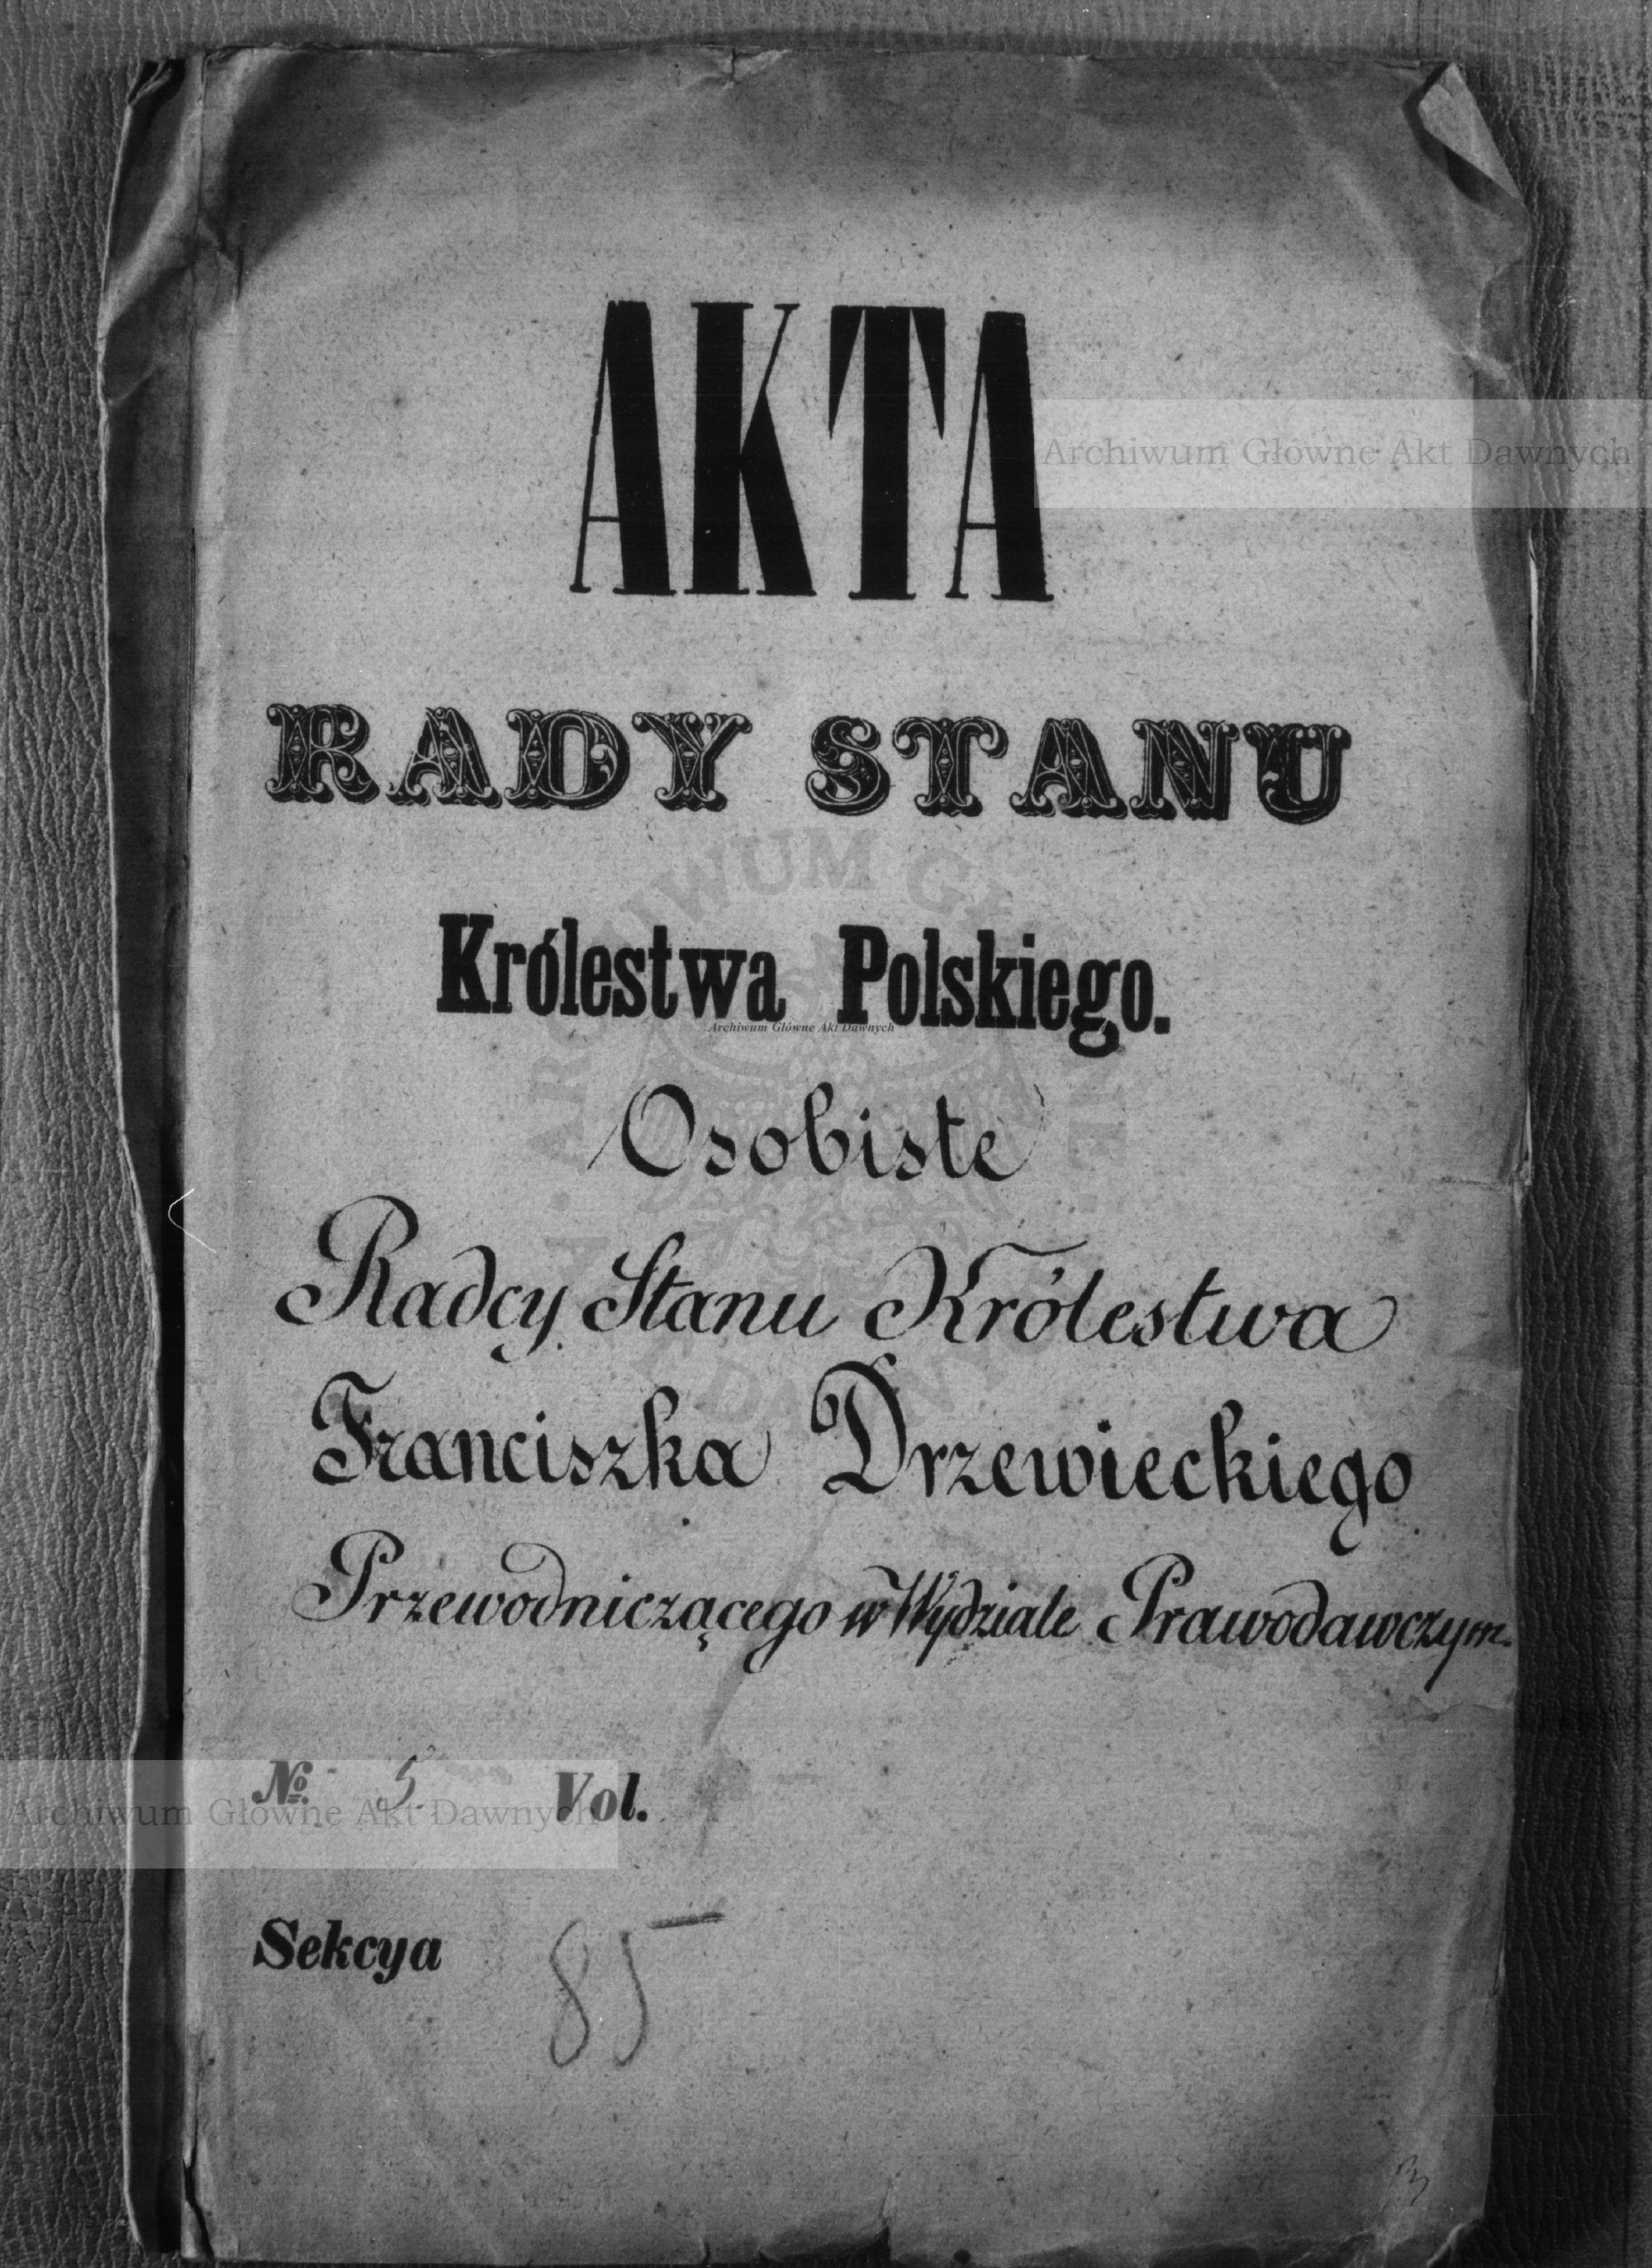 AKTA
Archiwum Główne Akt Dawnych
RADY STANU
Królestwa Polskiego.
Archiwum Główne Akt Dawnych
Osobiste
Radcy Stanu Królestwa
Franciszka Drzewieckiego
Przewodniczącego w Wydziale Prawodawczym.
No. 5 Vol.
Archiwum Główne Akt Dawnych
Sekcya
85